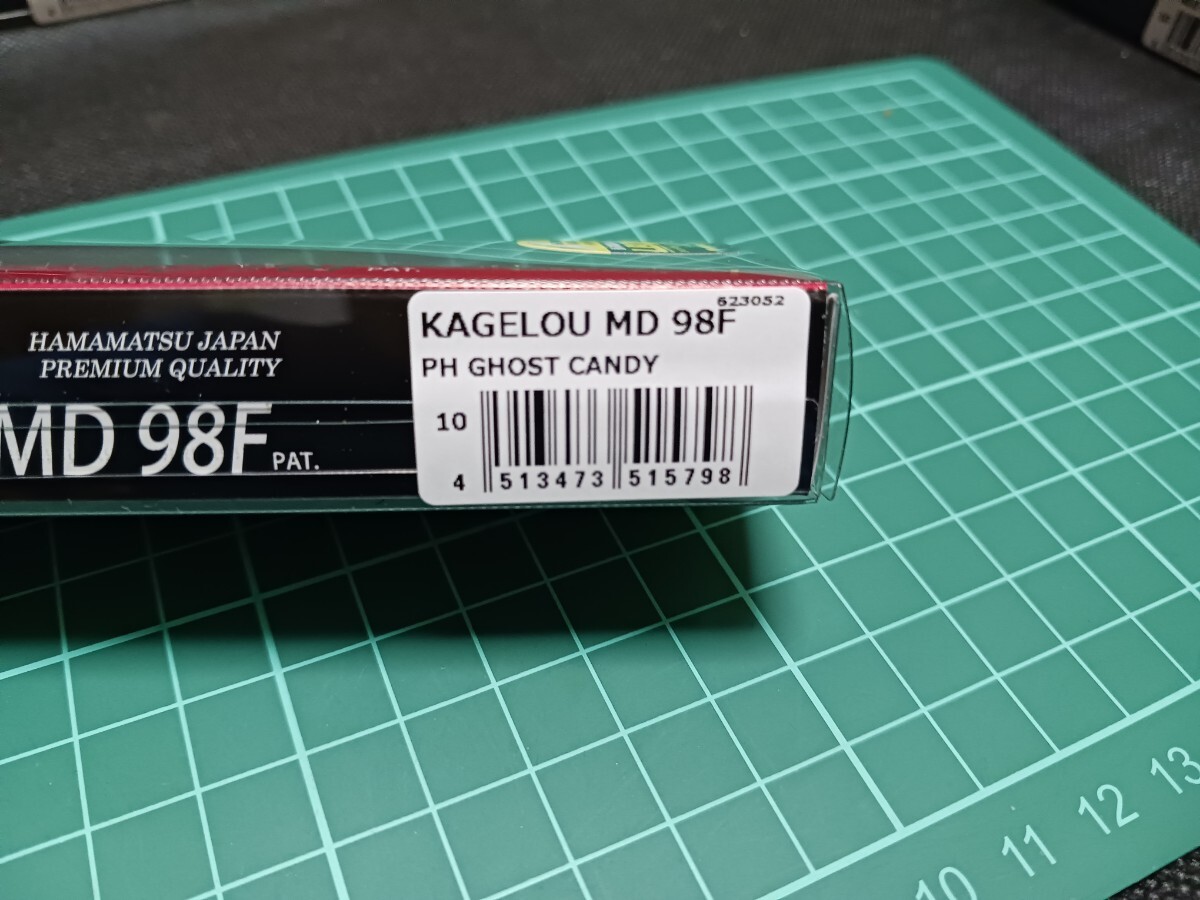 PAT.
HAMAMATSU JAPAN
PREMIUM QUALITY
MD 98F PAT.
623052
KAGELOU MD 98F
PH GHOST CANDY
10
4 513473 515798
10 11 12 13